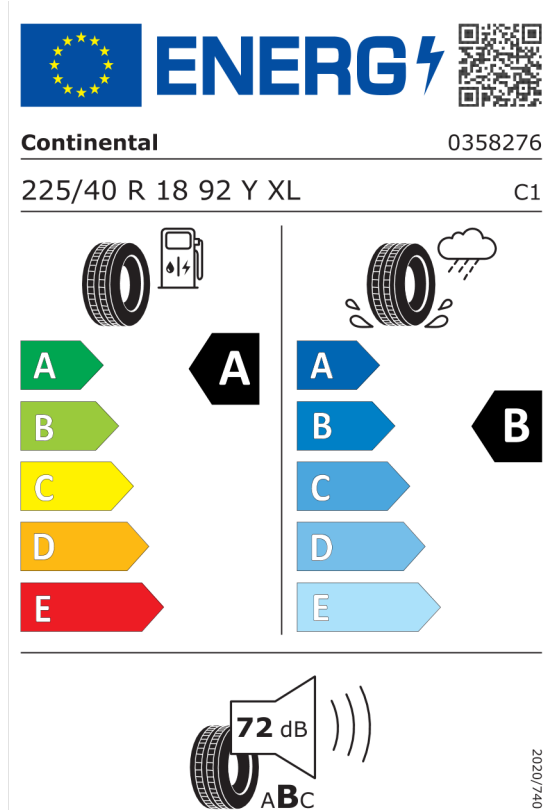 ENERG
Continental 0358276
225/40 R 18 92 Y XL C1
A A A
B B B
C C
D D
E E
72 dB
ABC
2020/740